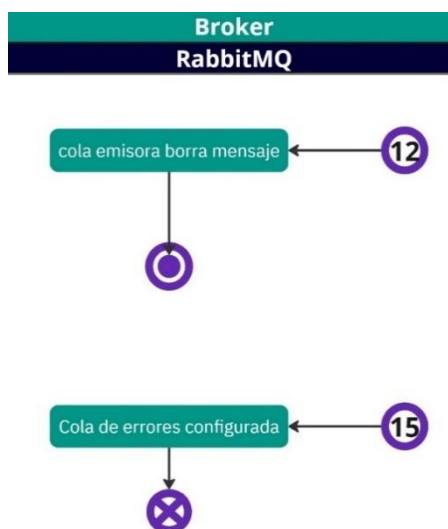 Broker
RabbitMQ
cola emisora borra mensaje
12
Cola de errores configurada
15